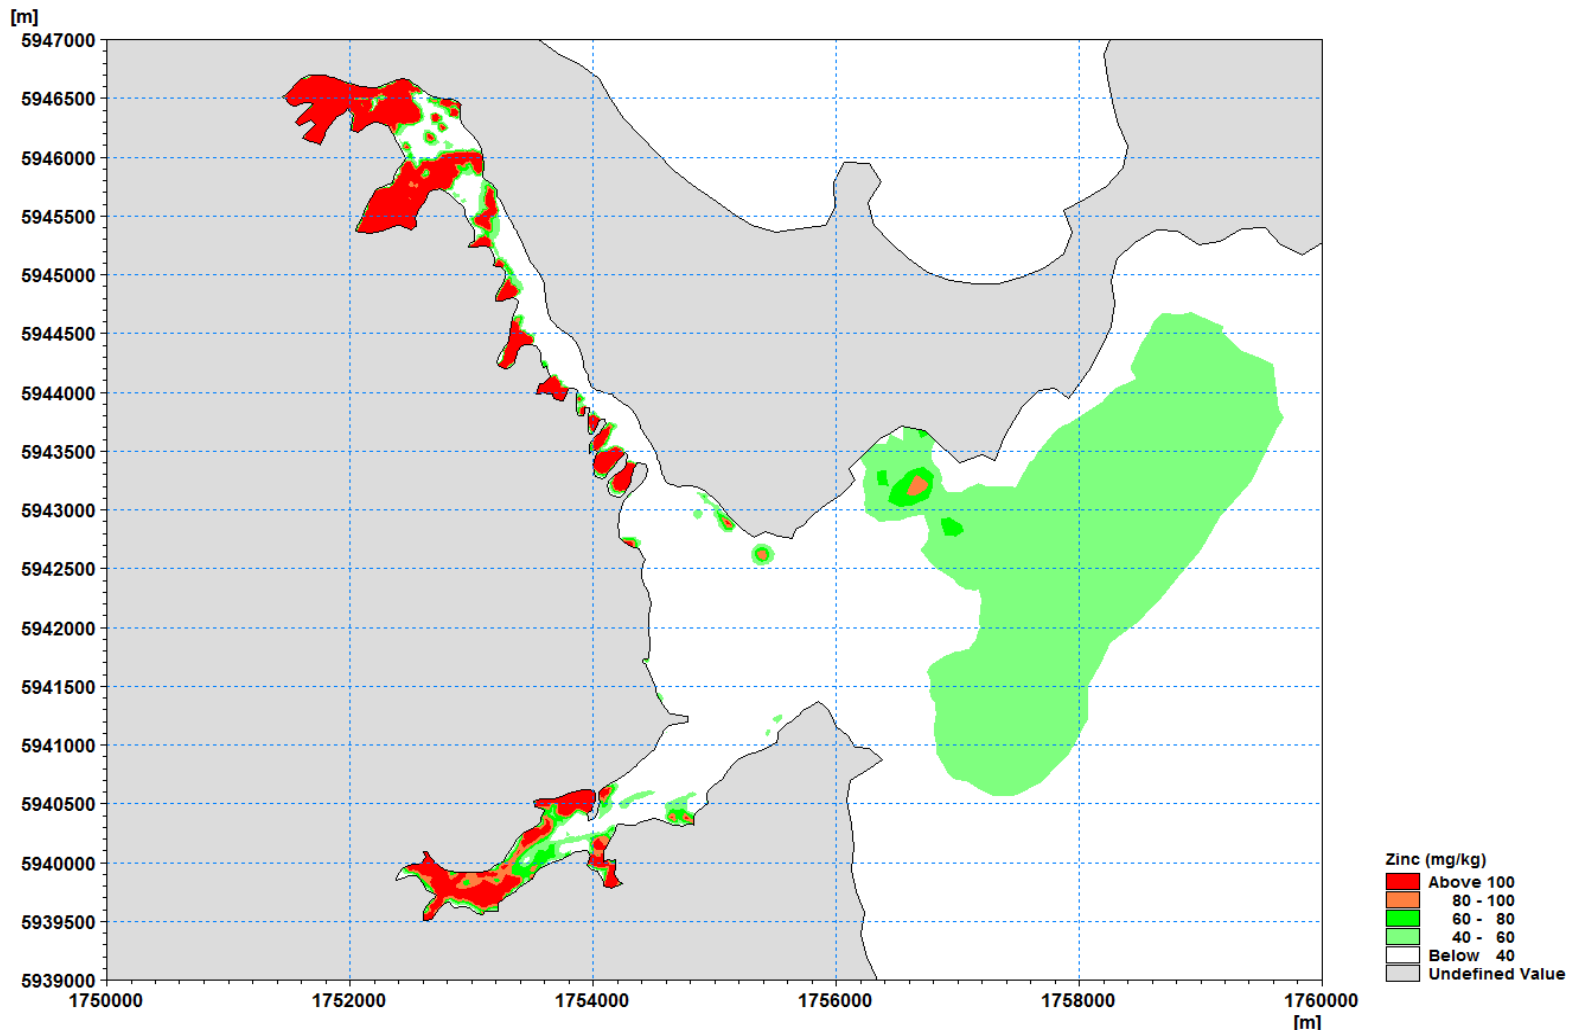 [m]
5947000
5946500
5946000
5945500
5945000
5944500
5944000
5943500
5943000
5942500
5942000
5941500
5941000
5940500
5940000
5939500
5939000
1750000 1752000 1754000 1756000 1758000 1760000
[m]
Zinc (mg/kg)
Above 100
80 - 100
60 - 80
40 - 60
Below 40
Undefined Value